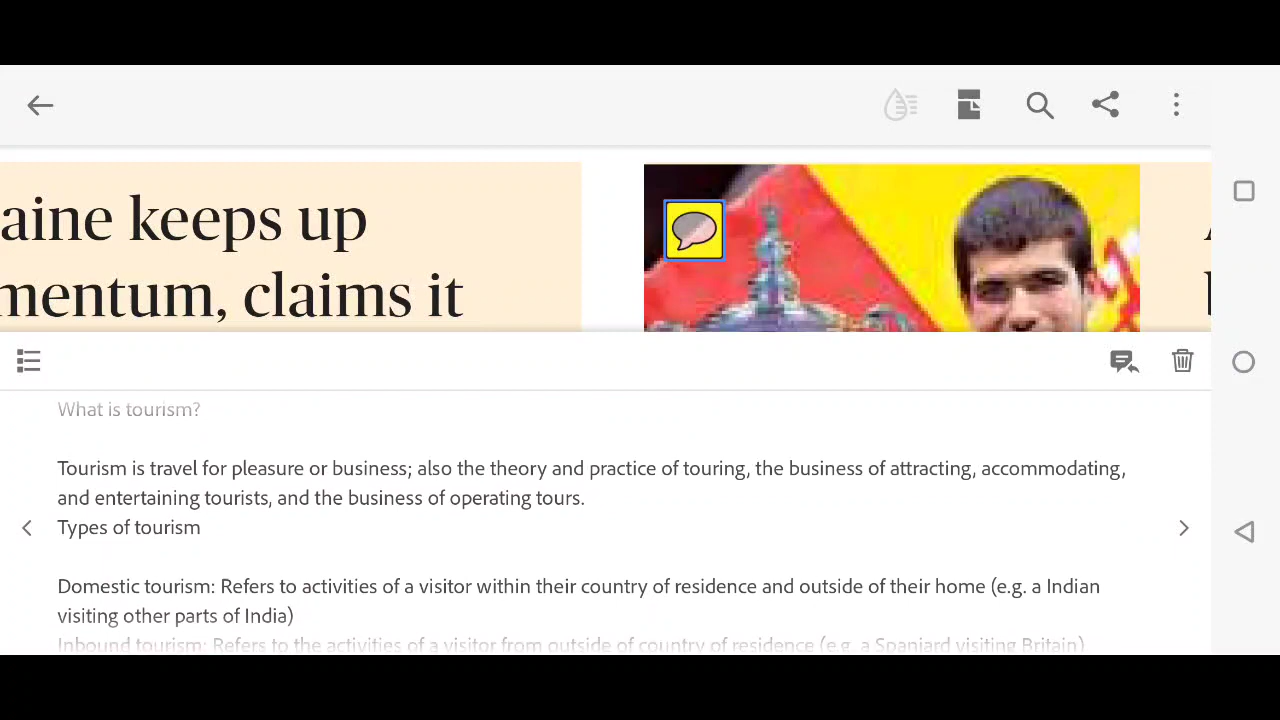 aine keeps up
mentum, claims it
What is tourism?
Tourism is travel for pleasure or business; also the theory and practice of touring, the business of attracting, accommodating,
and entertaining tourists, and the business of operating tours.
Types of tourism
Domestic tourism: Refers to activities of a visitor within their country of residence and outside of their home (e.g. a Indian
visiting other parts of India)
Inbound tourism: Refers to the activities of a visitor from outside of country of residence (e.g. a Spaniard visiting Britain)